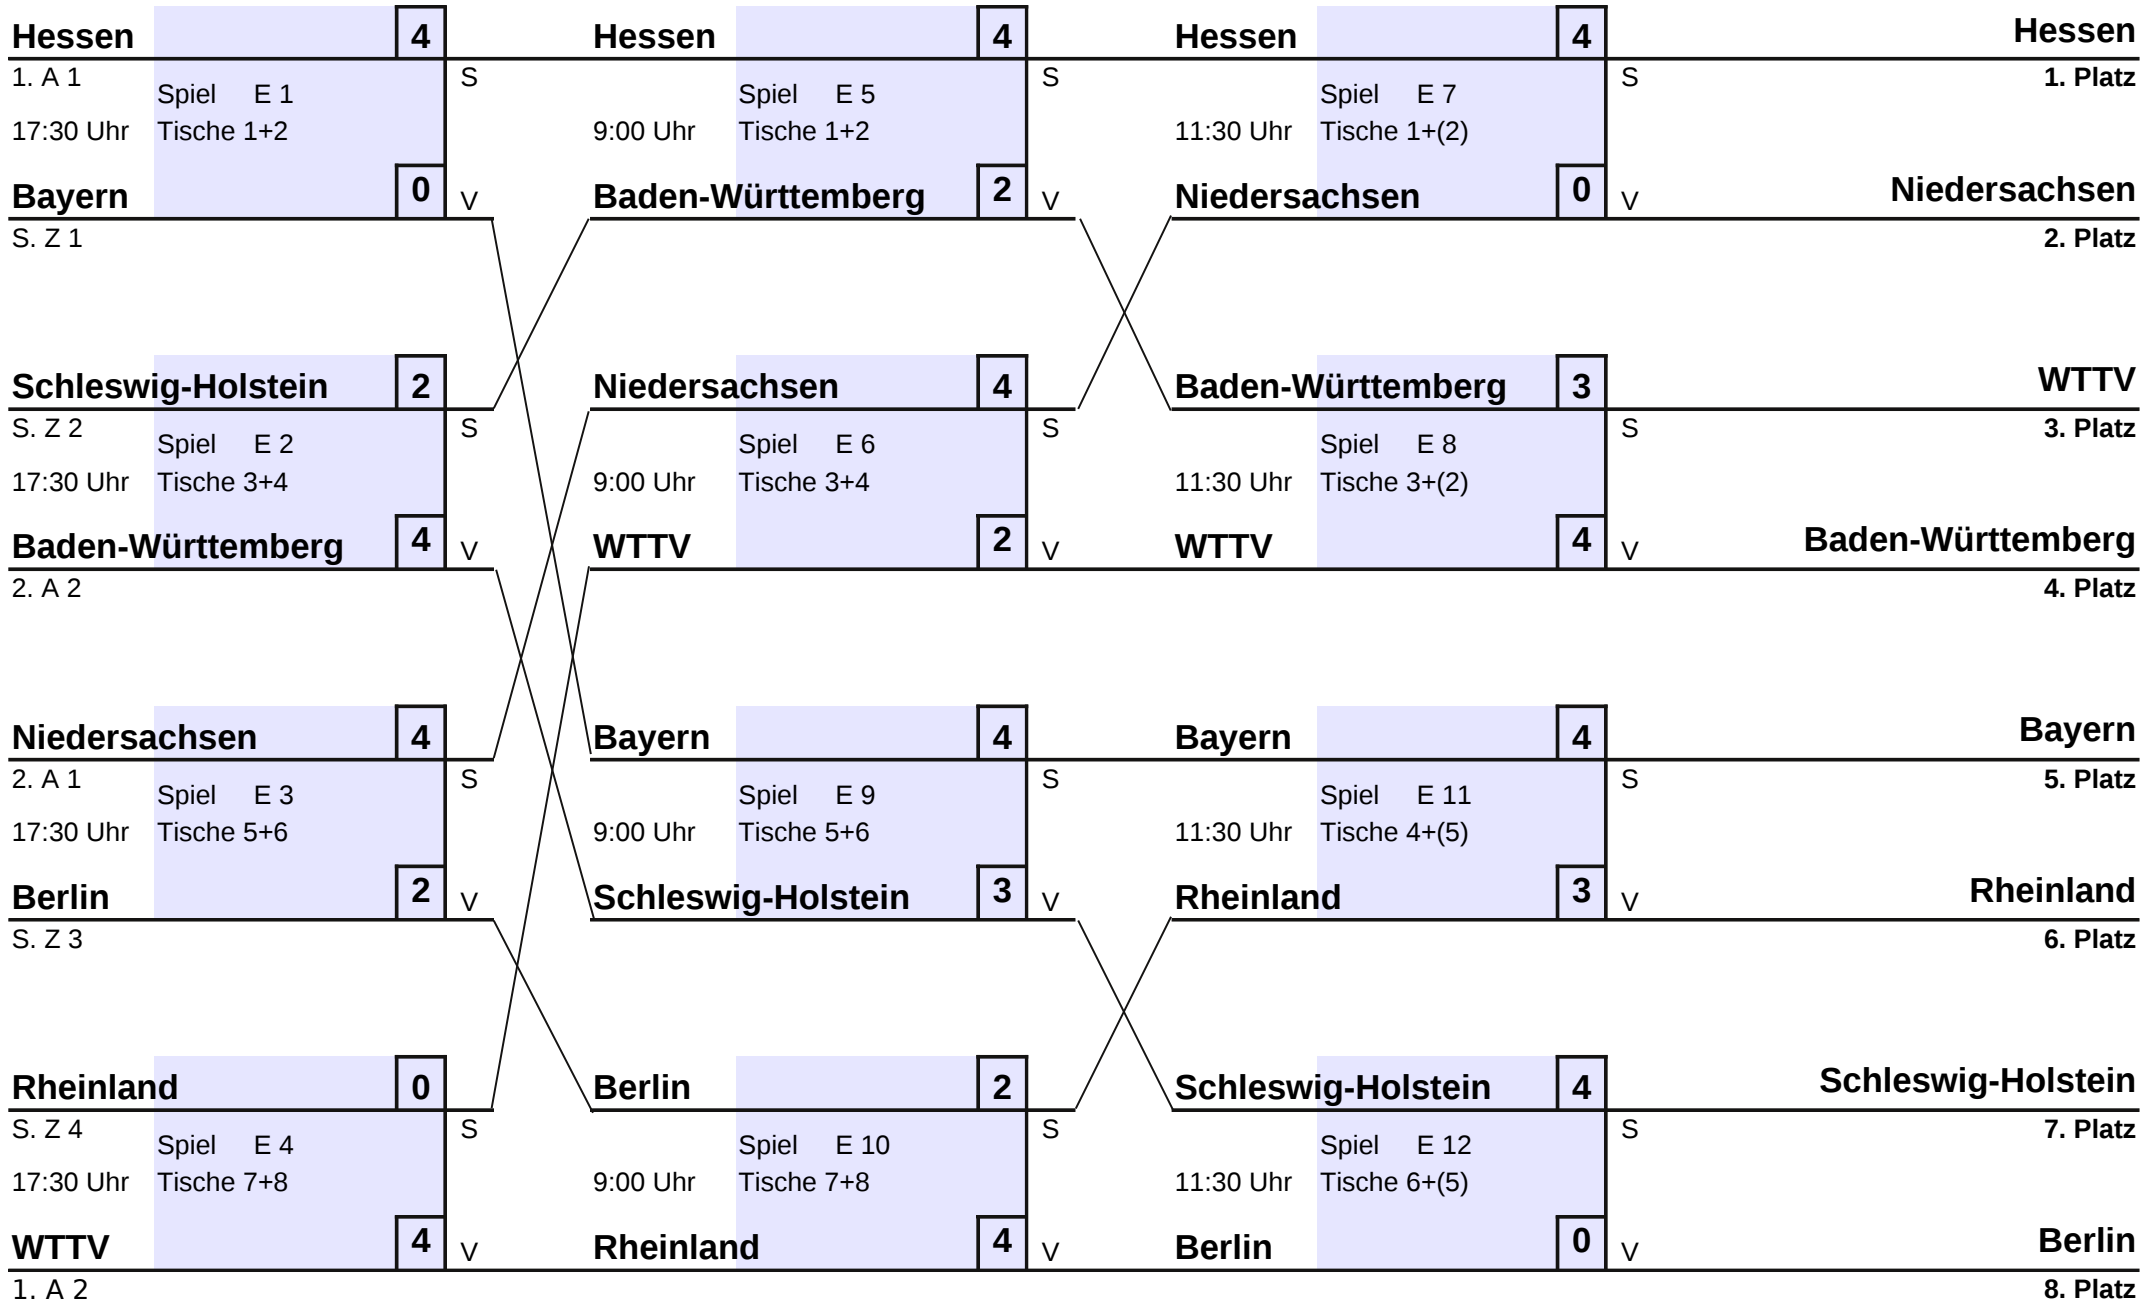 Hessen 4 Hessen 4 Hessen 4 Hessen
1. A 1 S S S 1. Platz
Spiel E 1 Spiel E 5 Spiel E 7
17:30 Uhr Tische 1+2 9:00 Uhr Tische 1+2 11:30 Uhr Tische 1+(2)
Bayern 0 V Baden-Württemberg 2 V Niedersachsen 0 V Niedersachsen
S. Z 1 2. Platz
Schleswig-Holstein 2 Niedersachsen 4 Baden-Württemberg 3 WTTV
S. Z 2 S S S 3. Platz
Spiel E 2 Spiel E 6 Spiel E 8
17:30 Uhr Tische 3+4 9:00 Uhr Tische 3+4 11:30 Uhr Tische 3+(2)
Baden-Württemberg 4 V WTTV 2 V WTTV 4 V Baden-Württemberg
2. A 2 4. Platz
Niedersachsen 4 Bayern 4 Bayern 4 Bayern
2. A 1 S S S 5. Platz
Spiel E 3 Spiel E 9 Spiel E 11
17:30 Uhr Tische 5+6 9:00 Uhr Tische 5+6 11:30 Uhr Tische 4+(5)
Berlin 2 V Schleswig-Holstein 3 V Rheinland 3 V Rheinland
S. Z 3 6. Platz
Rheinland 0 Berlin 2 Schleswig-Holstein 4 Schleswig-Holstein
S. Z 4 S S S 7. Platz
Spiel E 4 Spiel E 10 Spiel E 12
17:30 Uhr Tische 7+8 9:00 Uhr Tische 7+8 11:30 Uhr Tische 6+(5)
WTTV 4 V Rheinland 4 V Berlin 0 V Berlin
1. A 2 8. Platz